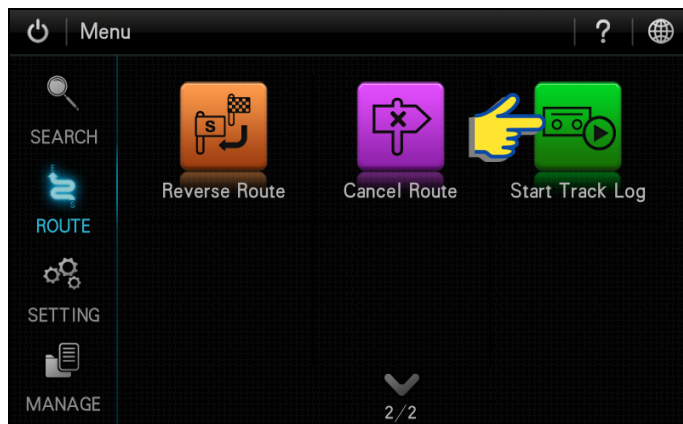 Menu
?
SEARCH
ROUTE
SETTING
MANAGE
S
Reverse Route
Cancel Route
Start Track Log
2/2